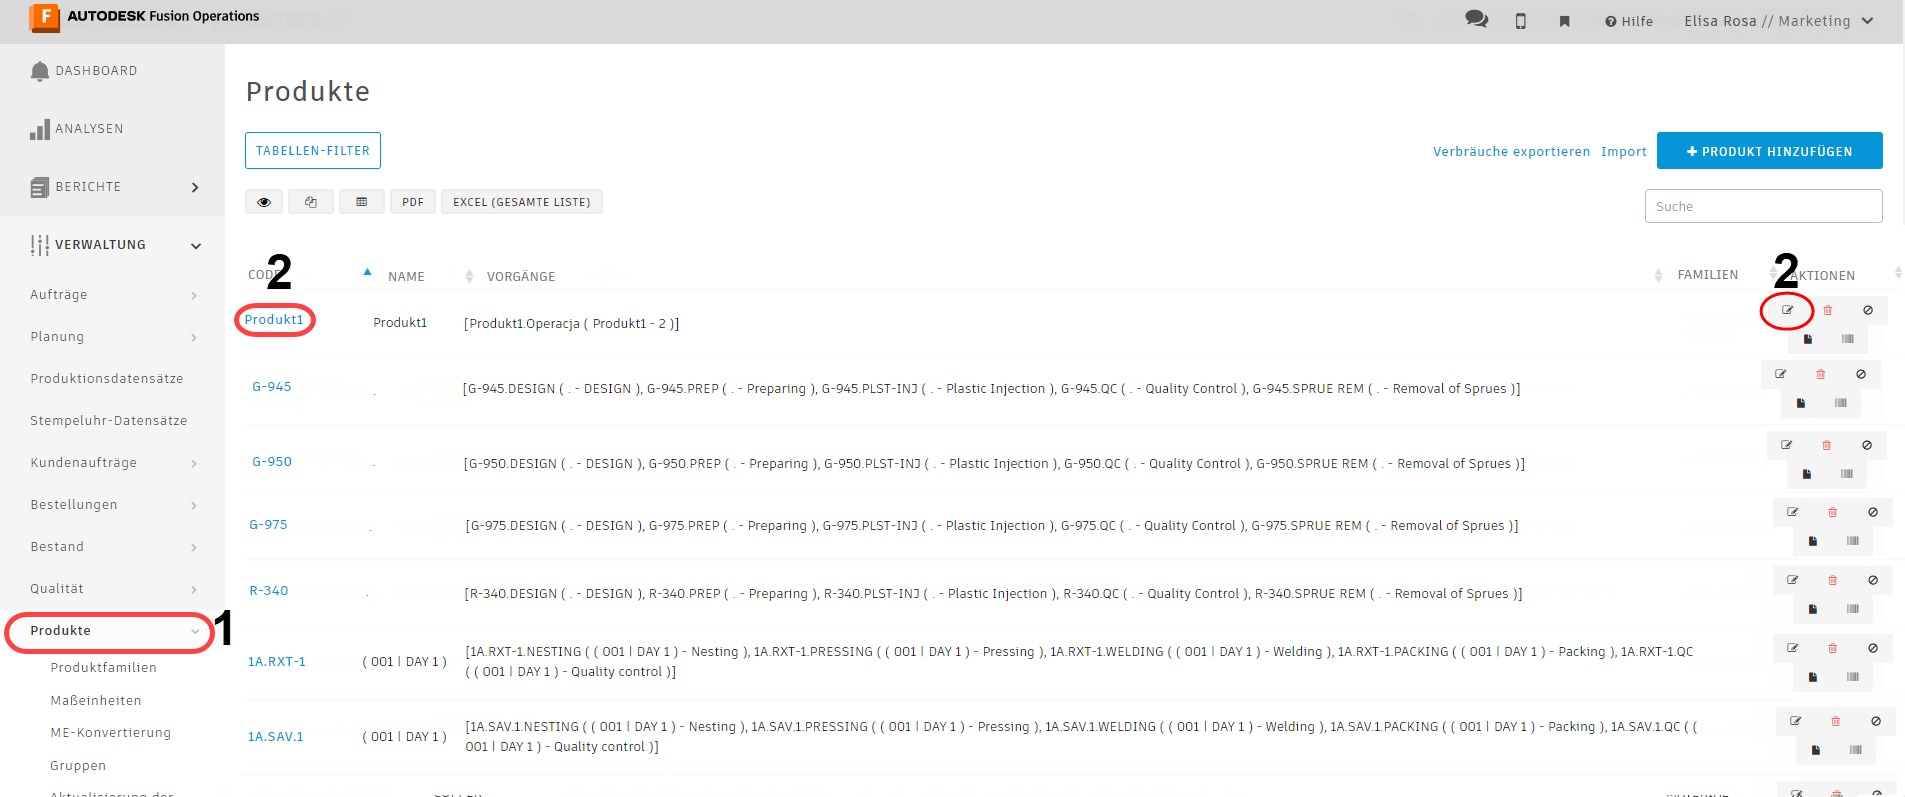 AUTODESK Fusion Operations
Hilfe
Elisa Rosa // Marketing
DASHBOARD
ANALYSEN
BERICHTE
VERWALTUNG
Aufträge
Planung
Produktionsdatensätze
Stempeluhr-Datensätze
Kundenaufträge
Bestellungen
Bestand
Qualität
Produkte
1
Produktfamilien
Maßeinheiten
ME-Konvertierung
Gruppen
Aktualisierung der
Produkte
TABELLEN-FILTER
Verbräuche exportieren
Import
PRODUKT HINZUFÜGEN
PDF
EXCEL (GESAMTE LISTE)
Suche
2
2
CODE
NAME
VORGÄNGE
FAMILIEN
AKTIONEN
Produkt1
Produkt1
[Produkt1.Operacja ( Produkt1 - 2 )]
G-945
.
[G-945.DESIGN ( . - DESIGN ), G-945.PREP ( . - Preparing ), G-945.PLST-INJ ( . - Plastic Injection ), G-945.QC ( . - Quality Control ), G-945.SPRUE REM ( . - Removal of Sprues )]
G-950
.
[G-950.DESIGN ( . - DESIGN ), G-950.PREP ( . - Preparing ), G-950.PLST-INJ ( . - Plastic Injection ), G-950.QC ( . - Quality Control ), G-950.SPRUE REM ( . - Removal of Sprues )]
G-975
.
[G-975.DESIGN ( . - DESIGN ), G-975.PREP ( . - Preparing ), G-975.PLST-INJ ( . - Plastic Injection ), G-975.QC ( . - Quality Control ), G-975.SPRUE REM ( . - Removal of Sprues )]
R-340
.
[R-340.DESIGN ( . - DESIGN ), R-340.PREP ( . - Preparing ), R-340.PLST-INJ ( . - Plastic Injection ), R-340.QC ( . - Quality Control ), R-340.SPRUE REM ( . - Removal of Sprues )]
1A.RXT-1
( 001 | DAY 1 )
[1A.RXT-1.NESTING ( ( 001 | DAY 1 ) - Nesting ), 1A.RXT-1.PRESSING ( ( 001 | DAY 1 ) - Pressing ), 1A.RXT-1.WELDING ( ( 001 | DAY 1 ) - Welding ), 1A.RXT-1.PACKING ( ( 001 | DAY 1 ) - Packing ), 1A.RXT-1.QC
( ( 001 | DAY 1 ) - Quality control )]
1A.SAV.1
( 001 | DAY 1 )
[1A.SAV.1.NESTING ( ( 001 | DAY 1 ) - Nesting ), 1A.SAV.1.PRESSING ( ( 001 | DAY 1 ) - Pressing ), 1A.SAV.1.WELDING ( ( 001 | DAY 1 ) - Welding ), 1A.SAV.1.PACKING ( ( 001 | DAY 1 ) - Packing ), 1A.SAV.1.QC ( (
001 | DAY 1 ) - Quality control )]